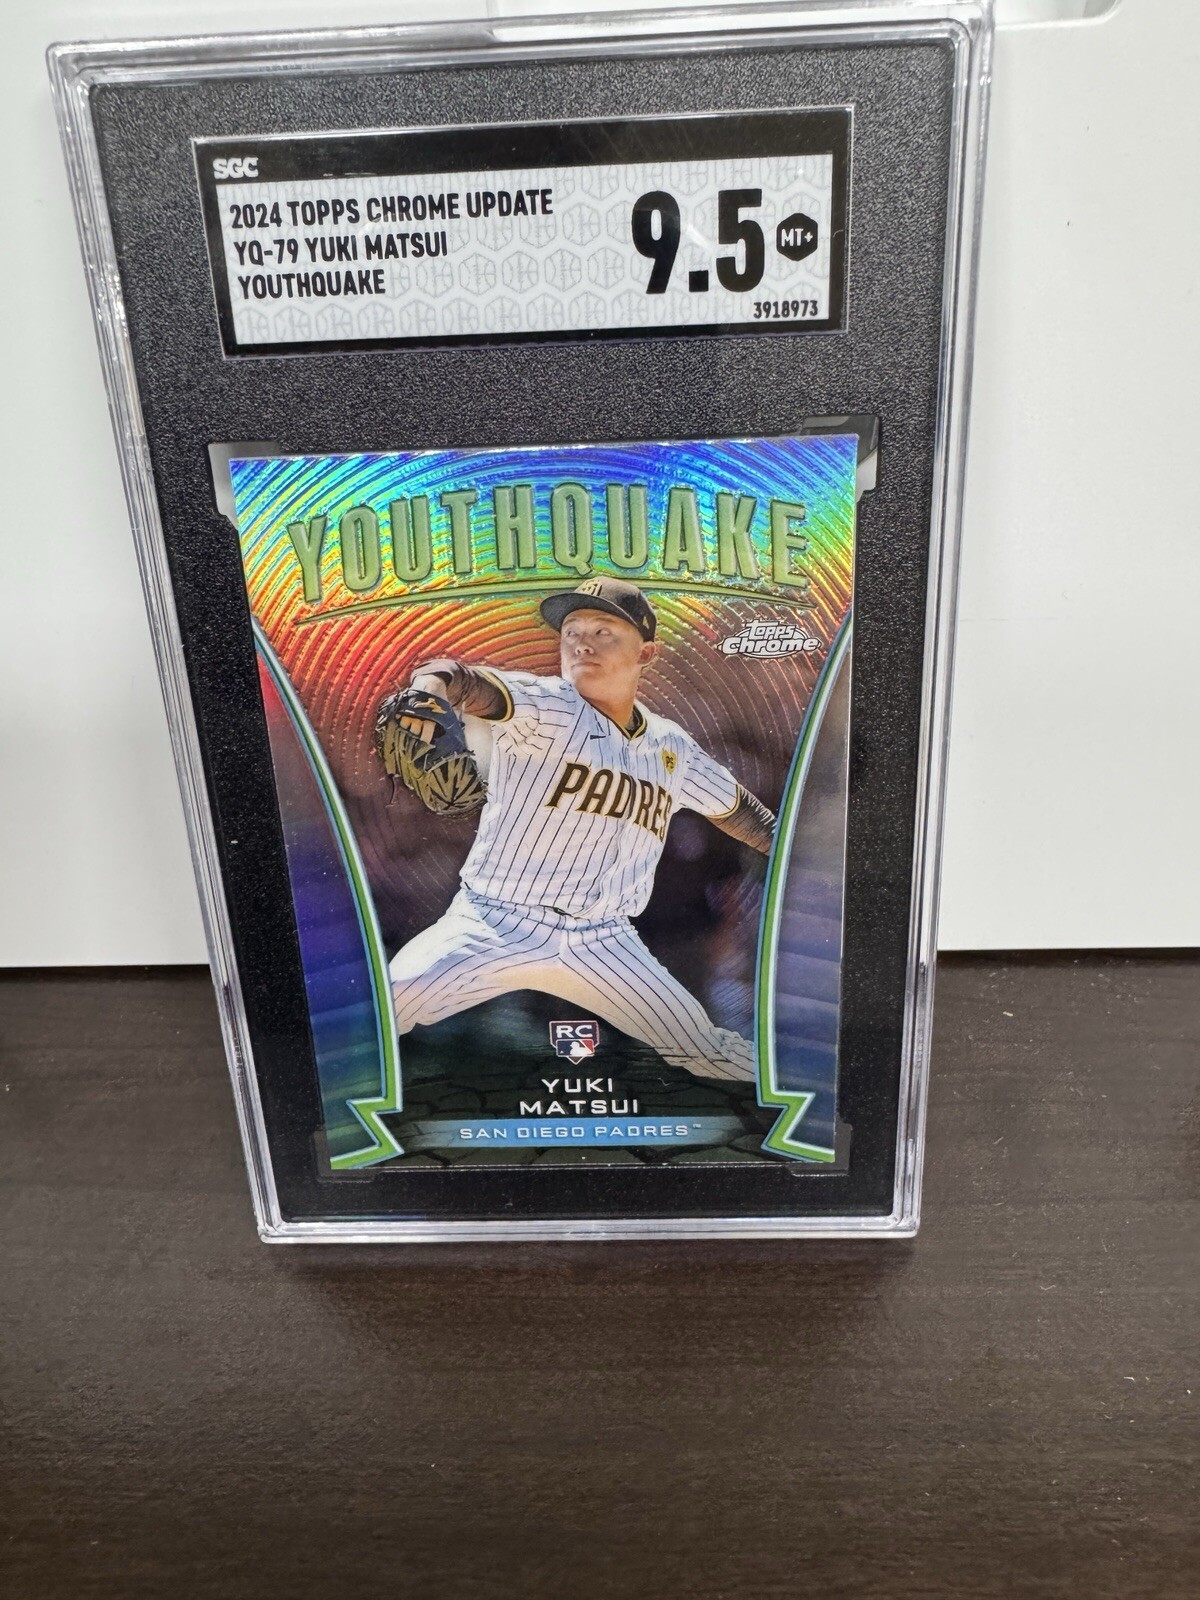 SGC
2024 TOPPS CHROME UPDATE
YQ-79 YUKI MATSUI
YOUTHQUAKE
9.5
MT+
3918973
YOUTHQUAKE
Topps
Chrome
PADRES
RC
YUKI
MATSUI
SAN DIEGO PADRES™